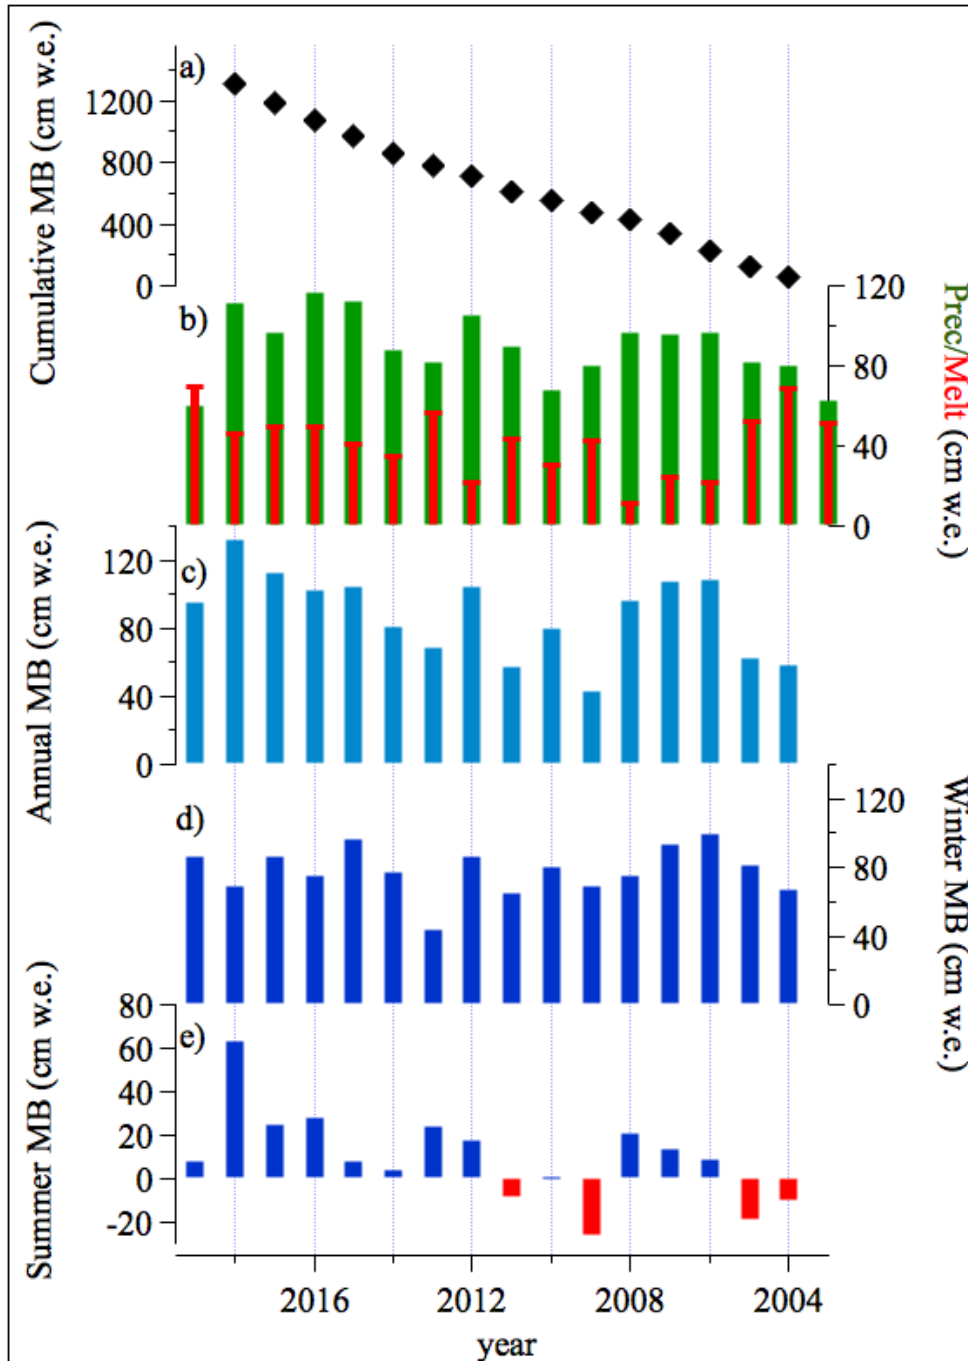 a)
Cumulative MB (cm w.e.)
1200
800
400
0
b)
Prec/Melt (cm w.e.)
120
80
40
0
c)
Annual MB (cm w.e.)
120
80
40
0
d)
Winter MB (cm w.e.)
120
80
40
0
e)
Summer MB (cm w.e.)
80
60
40
20
0
-20
2016 2012 2008 2004
year